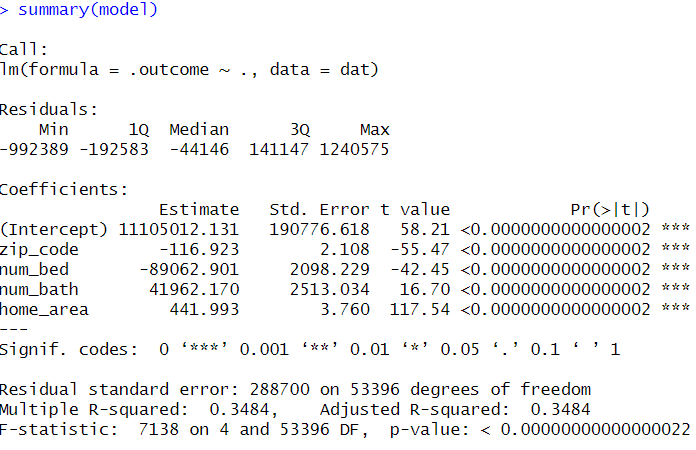 > summary(model)
Call:
lm(formula = .outcome ~ ., data = dat)
Residuals:
    Min      1Q  Median      3Q     Max
-992389 -192583  -44146  141147 1240575
Coefficients:
                Estimate   Std. Error t value            Pr(>|t|)
(Intercept) 11105012.131   190776.618   58.21 <0.0000000000000002 ***
zip_code        -116.923        2.108  -55.47 <0.0000000000000002 ***
num_bed       -89062.901     2098.229  -42.45 <0.0000000000000002 ***
num_bath       41962.170     2513.034   16.70 <0.0000000000000002 ***
home_area        441.993        3.760  117.54 <0.0000000000000002 ***
---
Signif. codes:  0 ‘***’ 0.001 ‘**’ 0.01 ‘*’ 0.05 ‘.’ 0.1 ‘ ’ 1
Residual standard error: 288700 on 53396 degrees of freedom
Multiple R-squared:  0.3484,    Adjusted R-squared:  0.3484
F-statistic:  7138 on 4 and 53396 DF,  p-value: < 0.00000000000000022